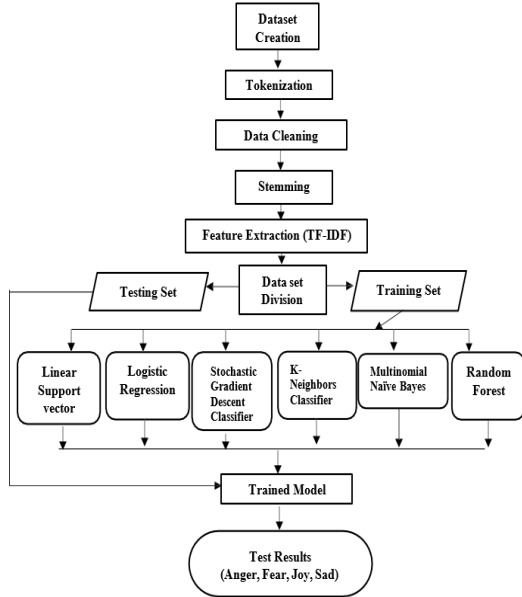 Dataset
Creation
Tokenization
Data Cleaning
Stemming
Feature Extraction (TF-IDF)
Testing Set
Data set
Division
Training Set
Linear
Support
vector
Logistic
Regression
Stochastic
Gradient
Descent
Classifier
K-
Neighbors
Classifier
Multinomial
Naïve Bayes
Random
Forest
Trained Model
Test Results
(Anger, Fear, Joy, Sad)